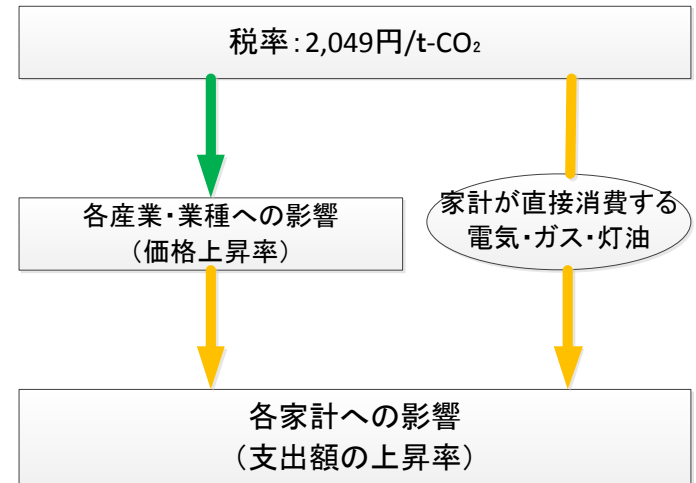 税率：2,049円/t-CO₂
各産業・業種への影響
（価格上昇率）
家計が直接消費する
電気・ガス・灯油
各家計への影響
（支出額の上昇率）